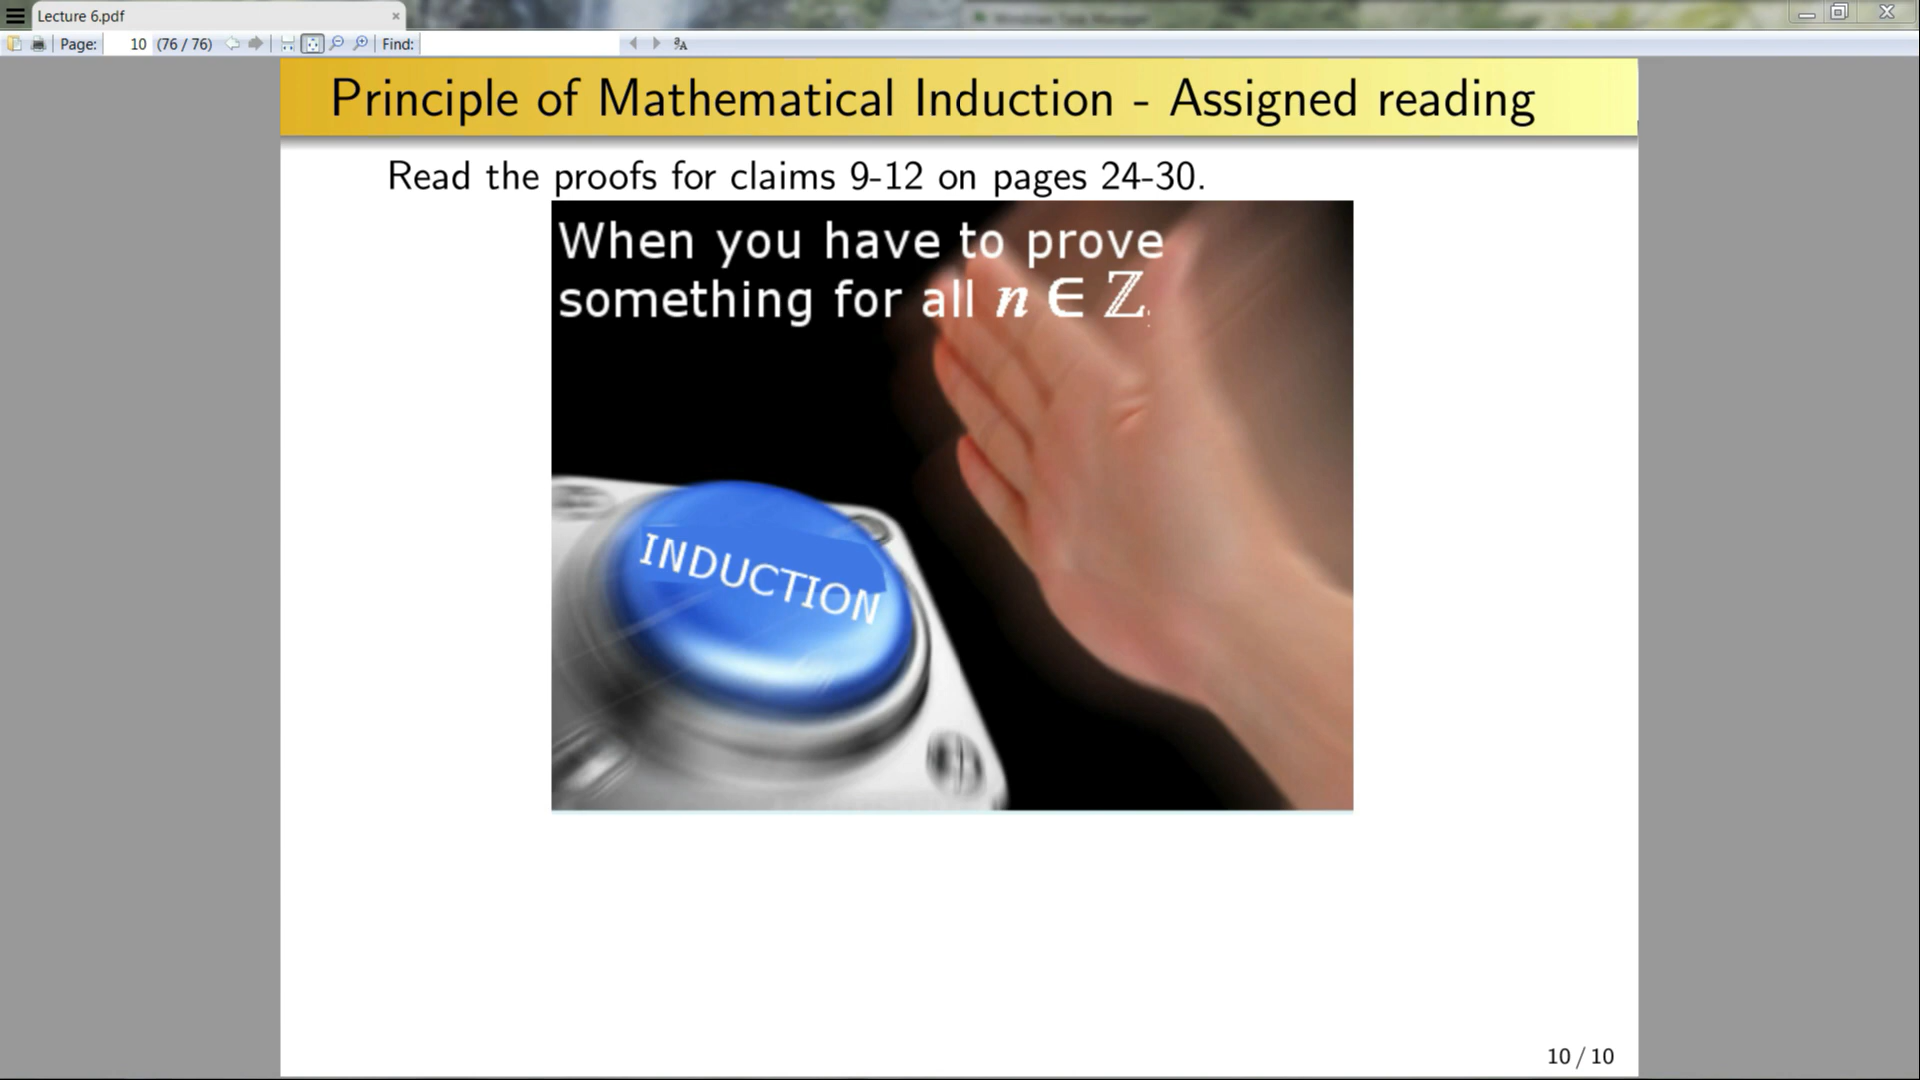 Lecture 6.pdf
Page: 10 (76 / 76) Find:
Principle of Mathematical Induction - Assigned reading
Read the proofs for claims 9-12 on pages 24-30.
When you have to prove
something for all n ∈ ℤ
INDUCTION
10 / 10